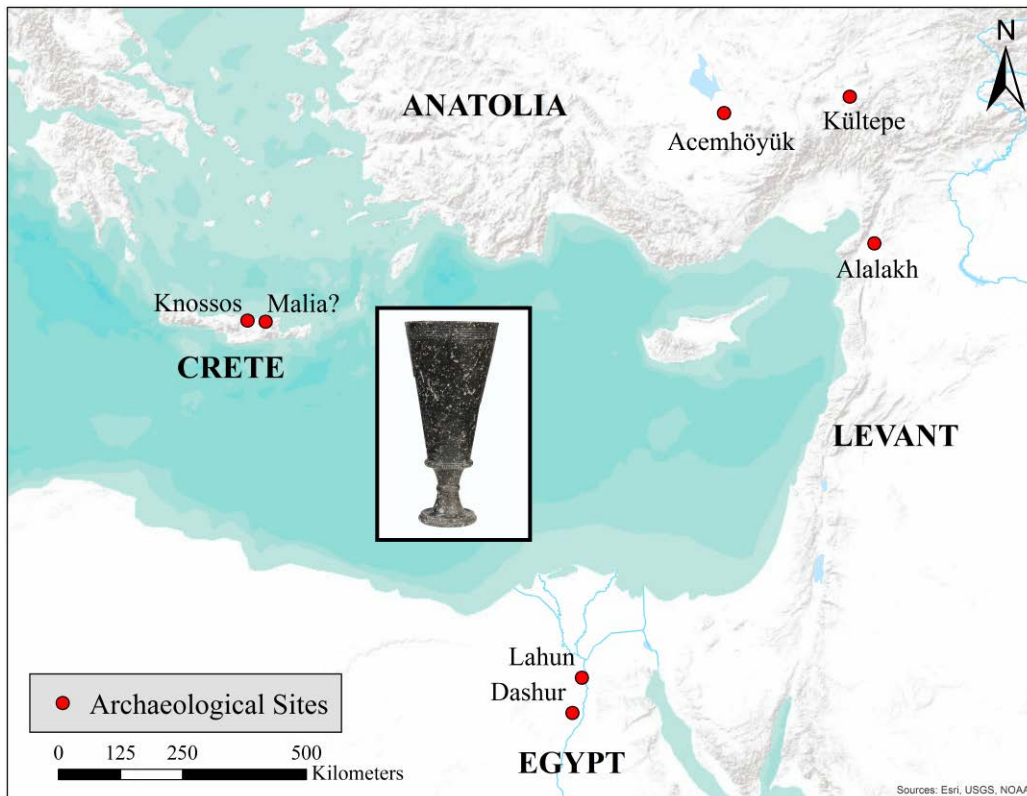 N
ANATOLIA
Acemhöyük
Kültepe
Alalakh
Knossos
Malia?
CRETE
LEVANT
Lahun
Dashur
EGYPT
Archaeological Sites
0 125 250 500
Kilometers
Sources: Esri, USGS, NOAA